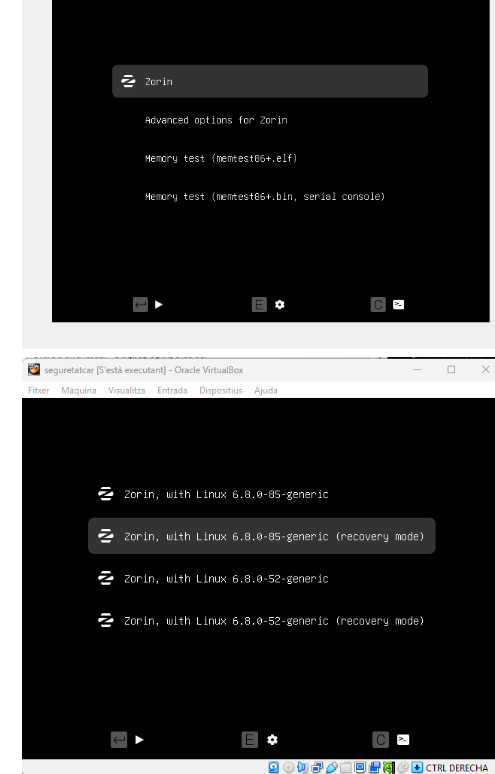 Zorin
Advanced options for Zorin
Memory test (memtest86+.elf)
Memory test (memtest86+.bin, serial console)
E
C
seguretatcar [S'està executant] - Oracle VirtualBox
Fitxer Màquina Visualitza Entrada Dispositius Ajuda
Zorin, with Linux 6.8.0-85-generic
Zorin, with Linux 6.8.0-85-generic (recovery mode)
Zorin, with Linux 6.8.0-52-generic
Zorin, with Linux 6.8.0-52-generic (recovery mode)
E
C
CTRL DERECHA